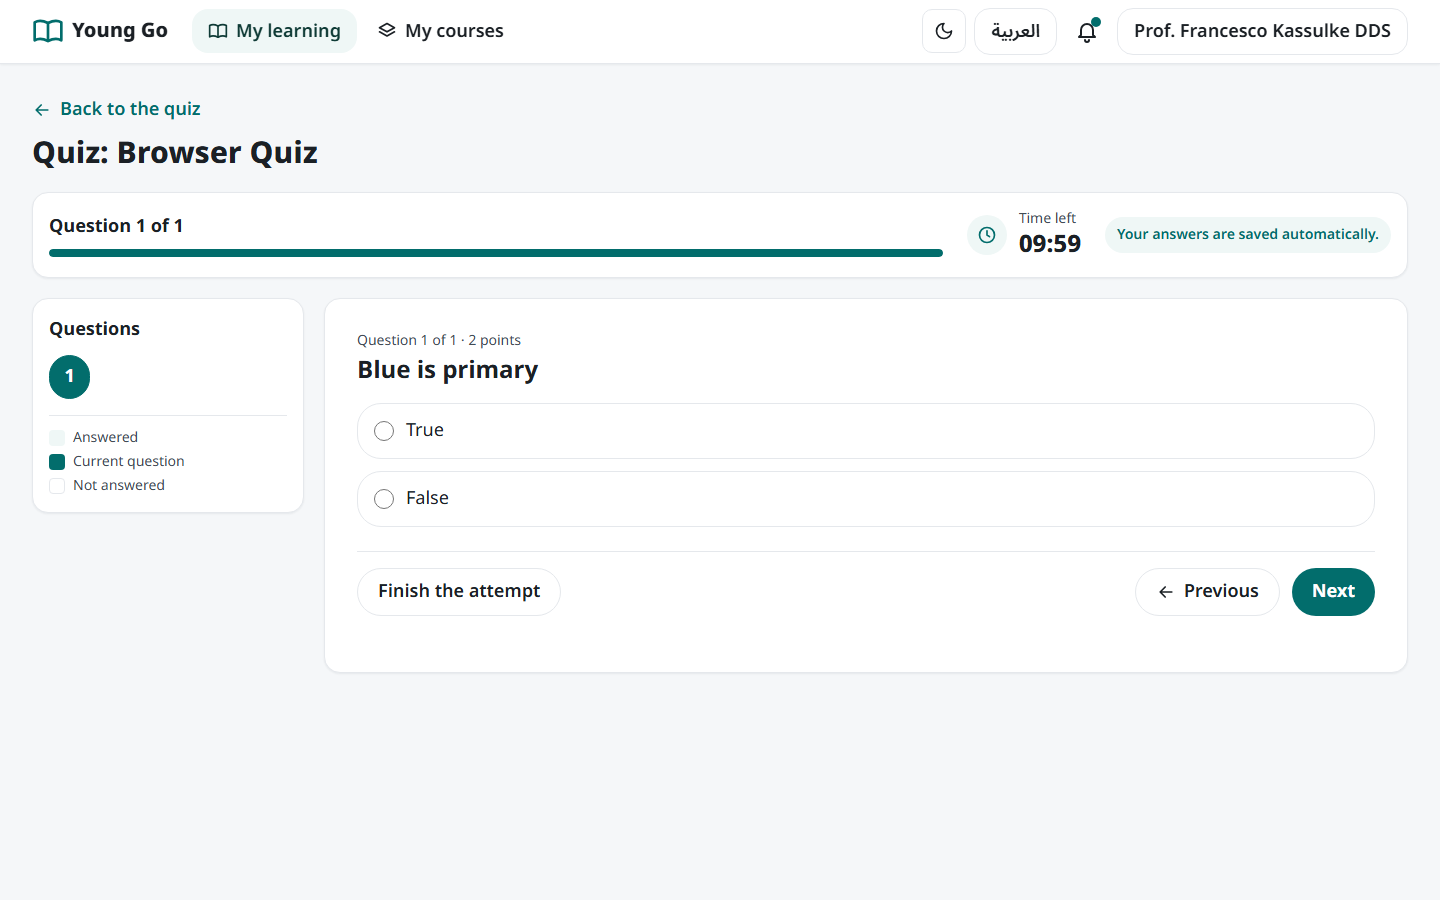 Young Go
My learning
My courses
العربية
Prof. Francesco Kassulke DDS
Back to the quiz
Quiz: Browser Quiz
Question 1 of 1
Time left
09:59
Your answers are saved automatically.
Questions
1
Answered
Current question
Not answered
Question 1 of 1 · 2 points
Blue is primary
True
False
Finish the attempt
Previous
Next